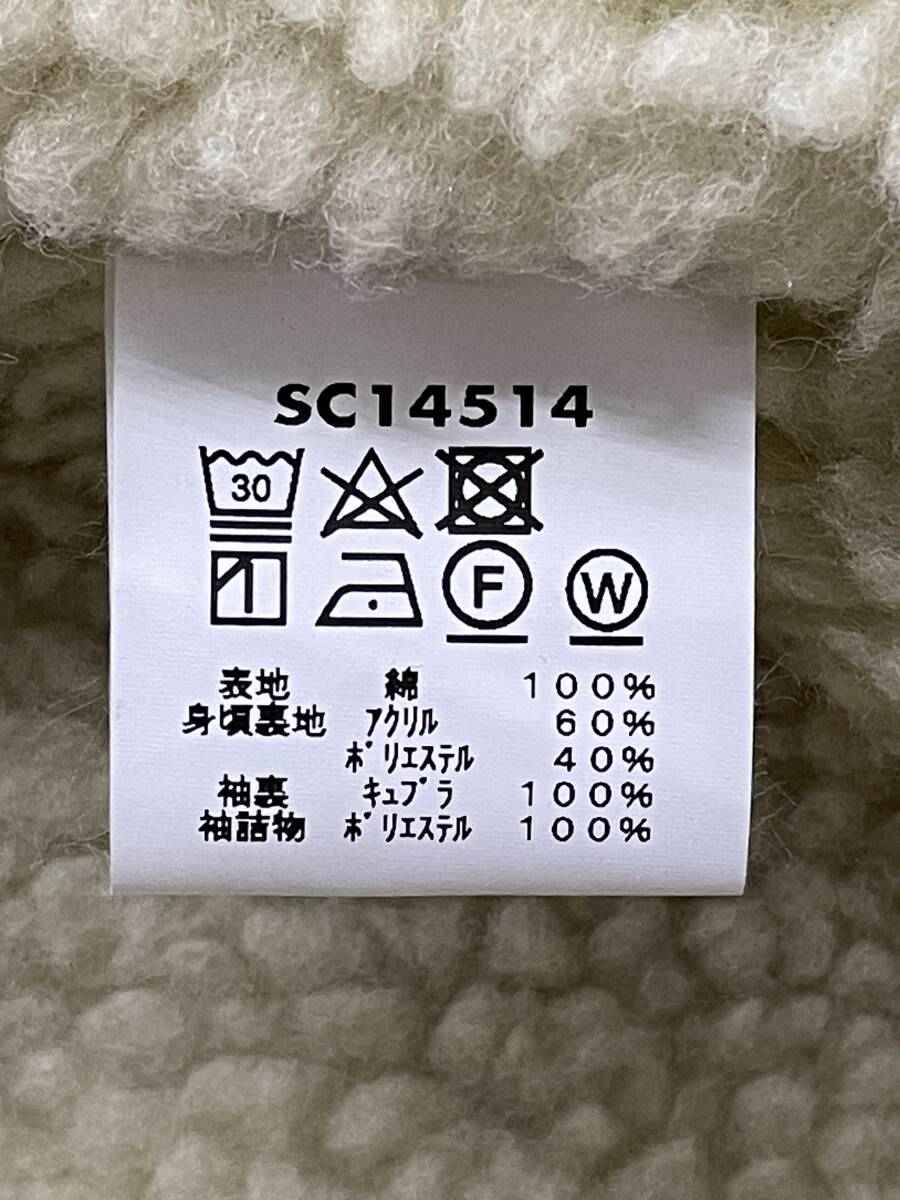 SC14514
30
F W
表地 綿 100%
身頃裏地 アクリル 60%
ポリエステル 40%
袖裏 キュプラ 100%
袖詰物 ポリエステル 100%